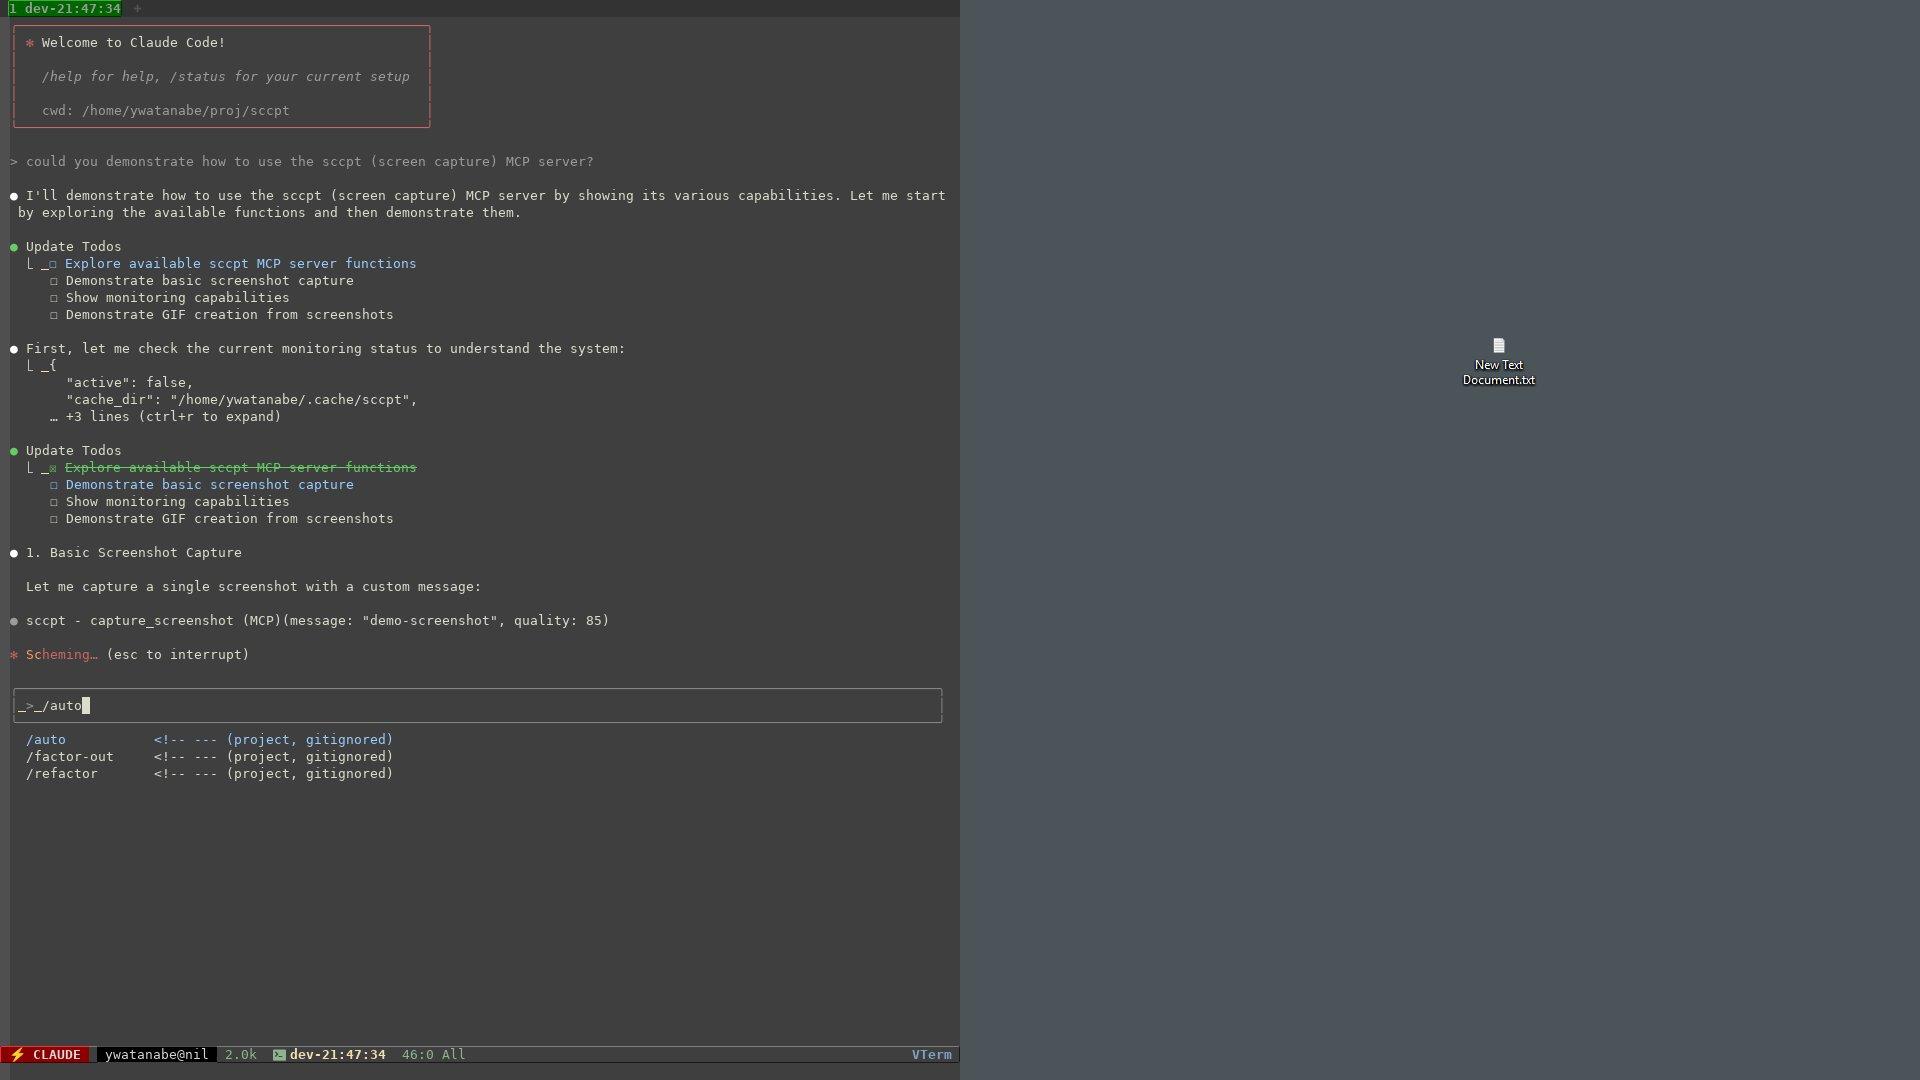 1 dev-21:47:34 +
✻ Welcome to Claude Code!
/help for help, /status for your current setup
cwd: /home/ywatanabe/proj/sccpt
> could you demonstrate how to use the sccpt (screen capture) MCP server?
● I'll demonstrate how to use the sccpt (screen capture) MCP server by showing its various capabilities. Let me start
by exploring the available functions and then demonstrate them.
● Update Todos
⎣ _☐ Explore available sccpt MCP server functions
☐ Demonstrate basic screenshot capture
☐ Show monitoring capabilities
☐ Demonstrate GIF creation from screenshots
● First, let me check the current monitoring status to understand the system:
⎣ _{
"active": false,
"cache_dir": "/home/ywatanabe/.cache/sccpt",
… +3 lines (ctrl+r to expand)
● Update Todos
⎣ _☒ Explore available sccpt MCP server functions
☐ Demonstrate basic screenshot capture
☐ Show monitoring capabilities
☐ Demonstrate GIF creation from screenshots
● 1. Basic Screenshot Capture
Let me capture a single screenshot with a custom message:
● sccpt - capture_screenshot (MCP)(message: "demo-screenshot", quality: 85)
✻ Scheming… (esc to interrupt)
_>_/auto
/auto <!-- --- (project, gitignored)
/factor-out <!-- --- (project, gitignored)
/refactor <!-- --- (project, gitignored)
⚡ CLAUDE ywatanabe@nil 2.0k dev-21:47:34 46:0 All VTerm
New Text
Document.txt